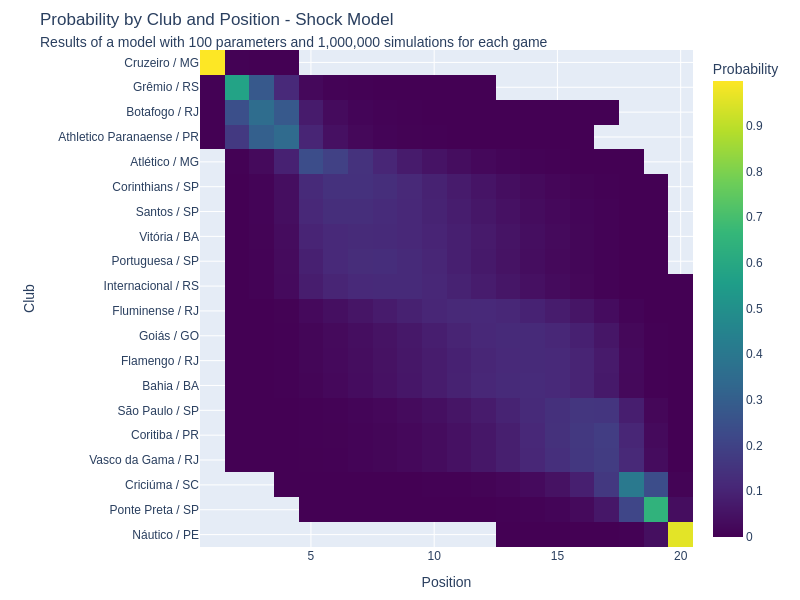 Probability by Club and Position - Shock Model
Results of a model with 100 parameters and 1,000,000 simulations for each game
Probability
Club
Cruzeiro / MG
Grêmio / RS
Botafogo / RJ
Athletico Paranaense / PR
Atlético / MG
Corinthians / SP
Santos / SP
Vitória / BA
Portuguesa / SP
Internacional / RS
Fluminense / RJ
Goiás / GO
Flamengo / RJ
Bahia / BA
São Paulo / SP
Coritiba / PR
Vasco da Gama / RJ
Criciúma / SC
Ponte Preta / SP
Náutico / PE
0.9
0.8
0.7
0.6
0.5
0.4
0.3
0.2
0.1
0
5
10
15
20
Position